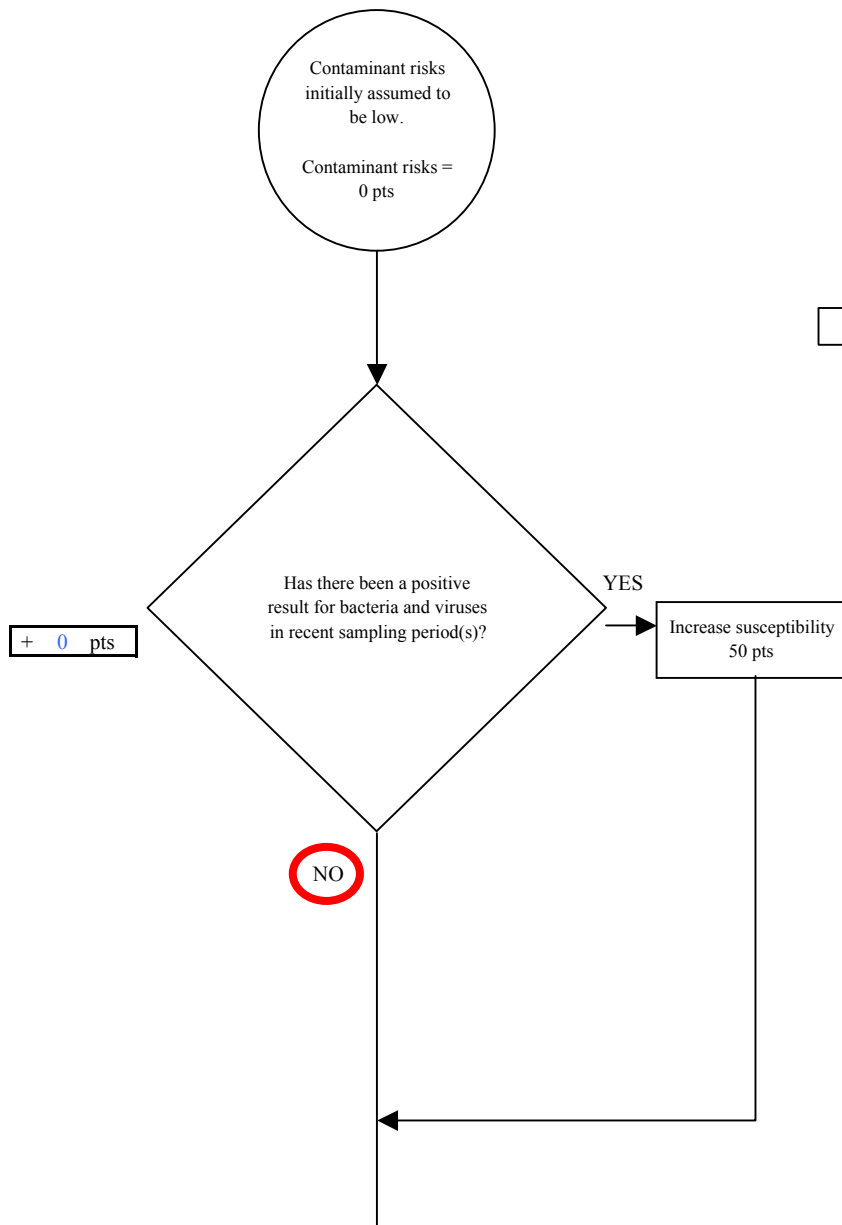 Contaminant risks
initially assumed to
be low.
Contaminant risks =
0 pts
Has there been a positive
result for bacteria and viruses
in recent sampling period(s)?
YES
+ 0 pts
Increase susceptibility
50 pts
NO